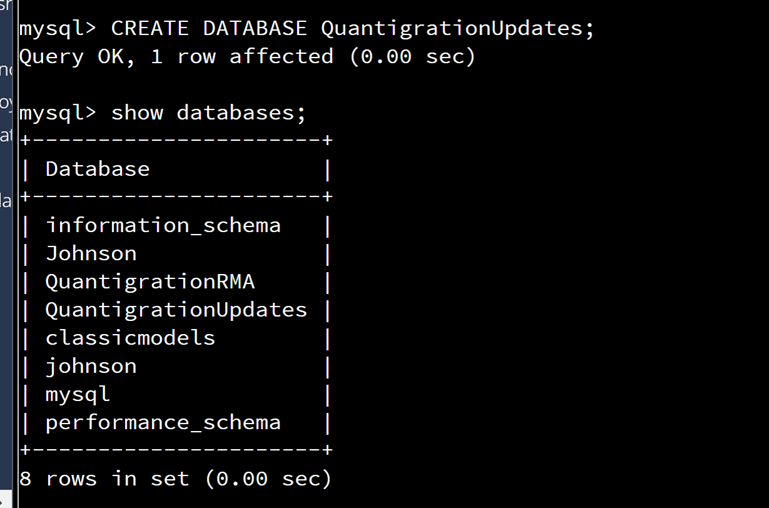 mysql> CREATE DATABASE QuantigrationUpdates;
Query OK, 1 row affected (0.00 sec)
mysql> show databases;
+----------------------+
| Database             |
+----------------------+
| information_schema   |
| Johnson              |
| QuantigrationRMA     |
| QuantigrationUpdates |
| classicmodels        |
| johnson              |
| mysql                |
| performance_schema   |
+----------------------+
8 rows in set (0.00 sec)